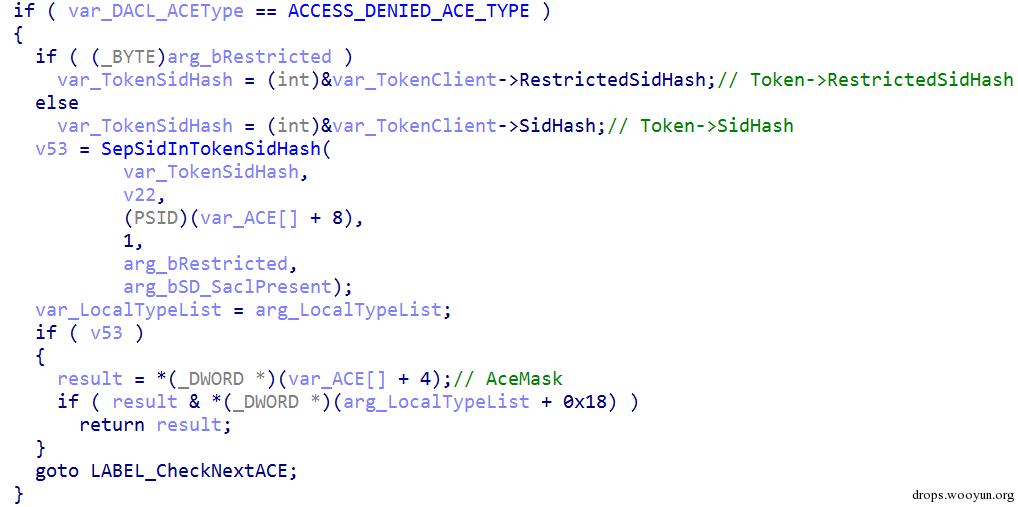 if ( var_DACL_ACEType == ACCESS_DENIED_ACE_TYPE )
{
if ( (_BYTE)arg_bRestricted )
var_TokenSidHash = (int)&var_TokenClient->RestrictedSidHash;// Token->RestrictedSidHash
else
var_TokenSidHash = (int)&var_TokenClient->SidHash;// Token->SidHash
v53 = SepSidInTokenSidHash(
var_TokenSidHash,
v22,
(PSID)(var_ACE[] + 8),
1,
arg_bRestricted,
arg_bSD_SaclPresent);
var_LocalTypeList = arg_LocalTypeList;
if ( v53 )
{
result = *(_DWORD *)(var_ACE[] + 4);// AceMask
if ( result & *(_DWORD *)(arg_LocalTypeList + 0x18) )
return result;
}
goto LABEL_CheckNextACE;
}
drops.wooyun.org